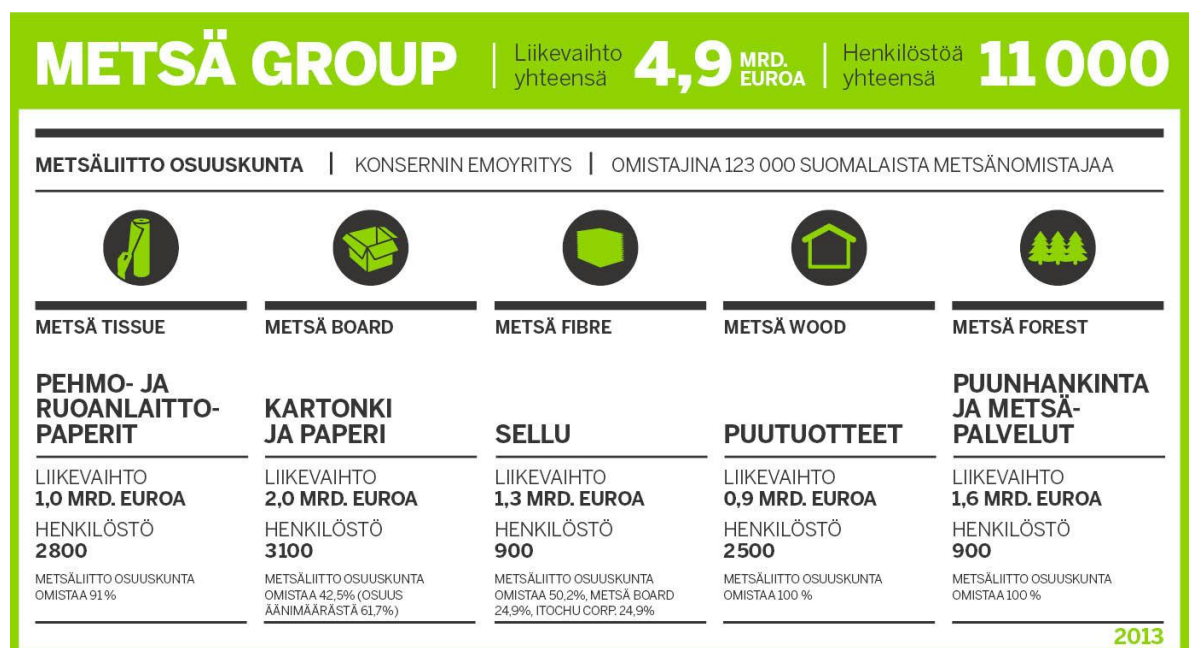 METSÄ GROUP
Liikevaihto
yhteensä
4,9 MRD.
EUROA
Henkilöstöä
yhteensä
11 000
METSÄLIITTO OSUUSKUNTA | KONSERNIN EMOYRITYS | OMISTAJINA 123 000 SUOMALAISTA METSÄNOMISTAJAA
METSÄ TISSUE
PEHMO- JA
RUOANLAITTO-
PAPERIT
LIIKEVAIHTO
1,0 MRD. EUROA
HENKILÖSTÖ
2800
METSÄLIITTO OSUUSKUNTA
OMISTAA 91 %
METSÄ BOARD
KARTONKI
JA PAPERI
LIIKEVAIHTO
2,0 MRD. EUROA
HENKILÖSTÖ
3100
METSÄLIITTO OSUUSKUNTA
OMISTAA 42,5% (OSUUS
ÄÄNIMÄÄRÄSTÄ 61,7%)
METSÄ FIBRE
SELLU
LIIKEVAIHTO
1,3 MRD. EUROA
HENKILÖSTÖ
900
METSÄLIITTO OSUUSKUNTA
OMISTAA 50,2%, METSÄ BOARD
24,9%, ITOCHU CORP. 24,9%
METSÄ WOOD
PUUTUOTTEET
LIIKEVAIHTO
0,9 MRD. EUROA
HENKILÖSTÖ
2500
METSÄLIITTO OSUUSKUNTA
OMISTAA 100 %
METSÄ FOREST
PUUNHANKINTA
JA METSÄ-
PALVELUT
LIIKEVAIHTO
1,6 MRD. EUROA
HENKILÖSTÖ
900
METSÄLIITTO OSUUSKUNTA
OMISTAA 100 %
2013